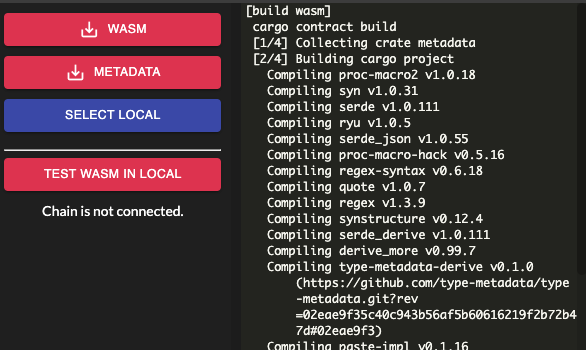 WASM
METADATA
SELECT LOCAL
TEST WASM IN LOCAL
Chain is not connected.
[build wasm]
cargo contract build
[1/4] Collecting crate metadata
[2/4] Building cargo project
Compiling proc-macro2 v1.0.18
Compiling syn v1.0.31
Compiling serde v1.0.111
Compiling ryu v1.0.5
Compiling serde_json v1.0.55
Compiling proc-macro-hack v0.5.16
Compiling regex-syntax v0.6.18
Compiling quote v1.0.7
Compiling regex v1.3.9
Compiling synstructure v0.12.4
Compiling serde_derive v1.0.111
Compiling derive_more v0.99.7
Compiling type-metadata-derive v0.1.0
(https://github.com/type-metadata/type
-metadata.git?rev
=02eae9f35c40c943b56af5b60616219f2b72b4
7d#02eae9f3)
Compiling paste-impl v0.1.16